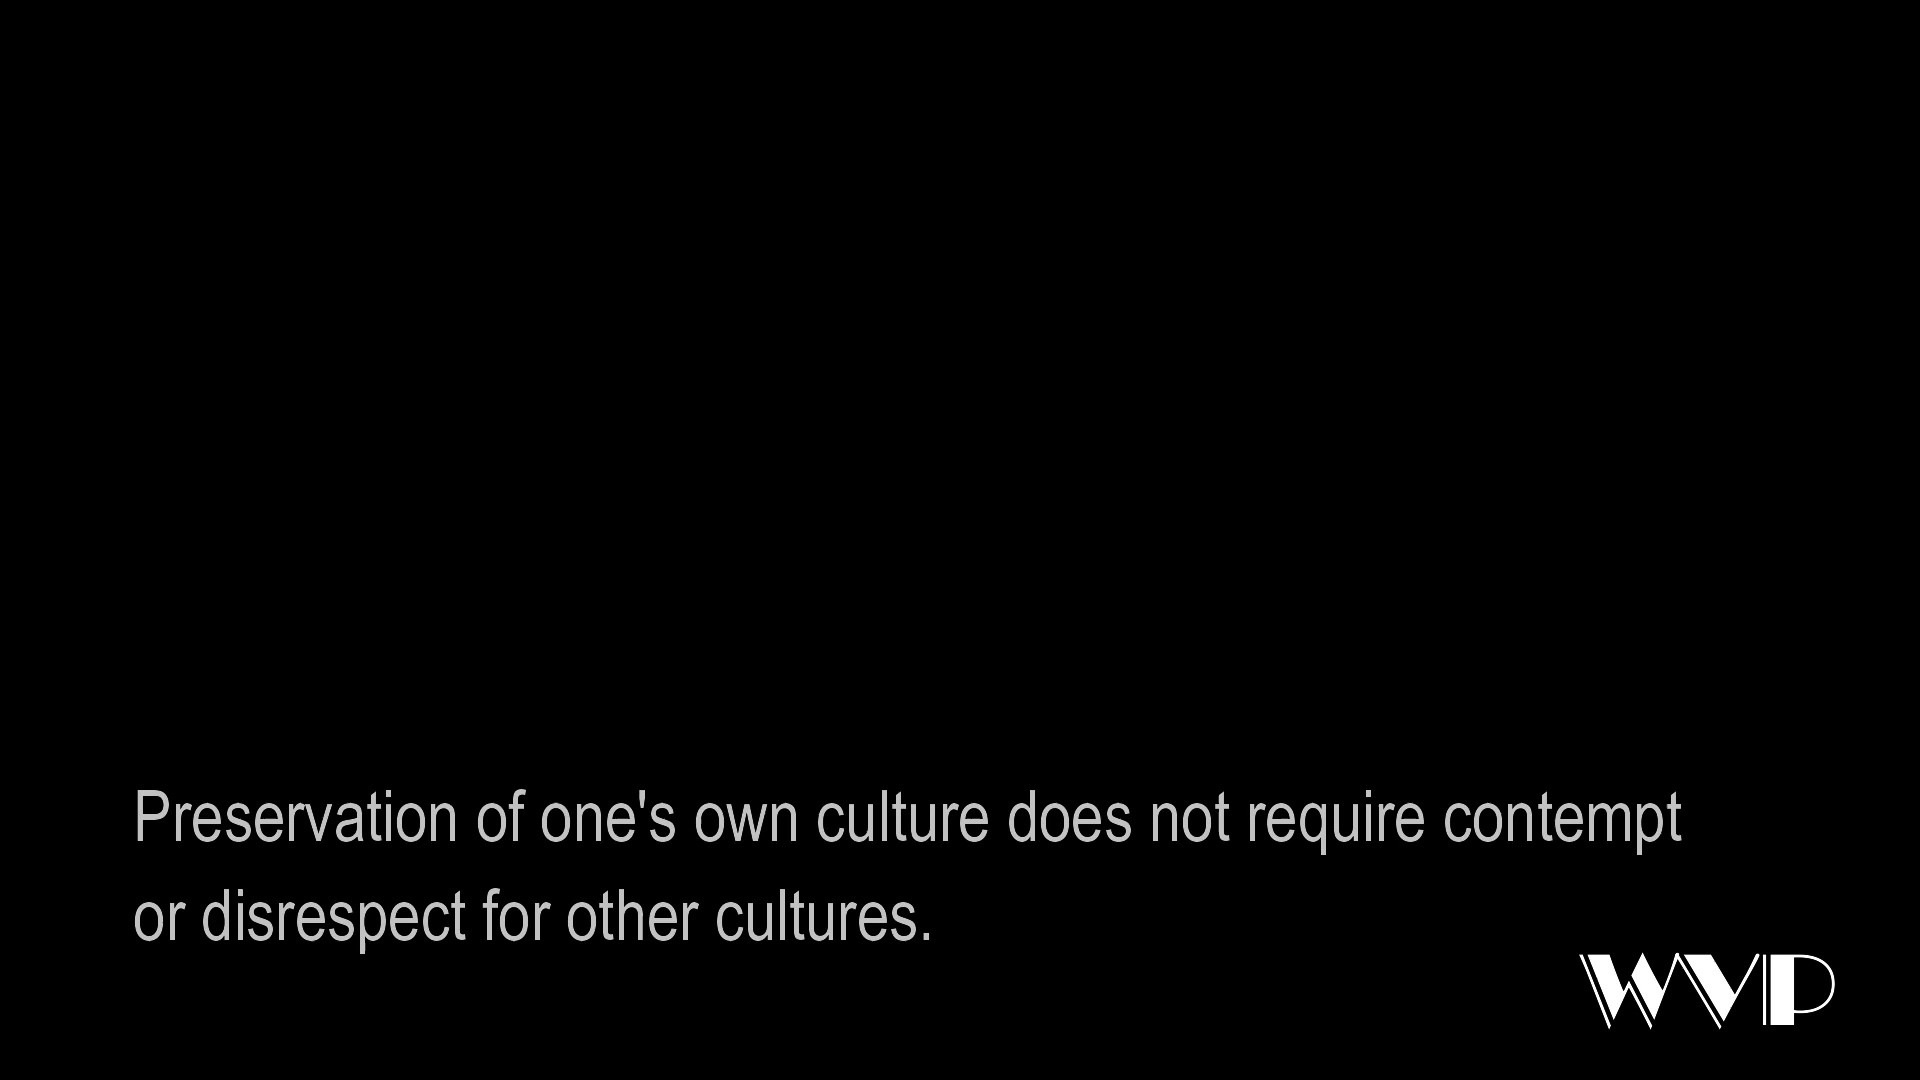 Preservation of one's own culture does not require contempt
or disrespect for other cultures.
WVP